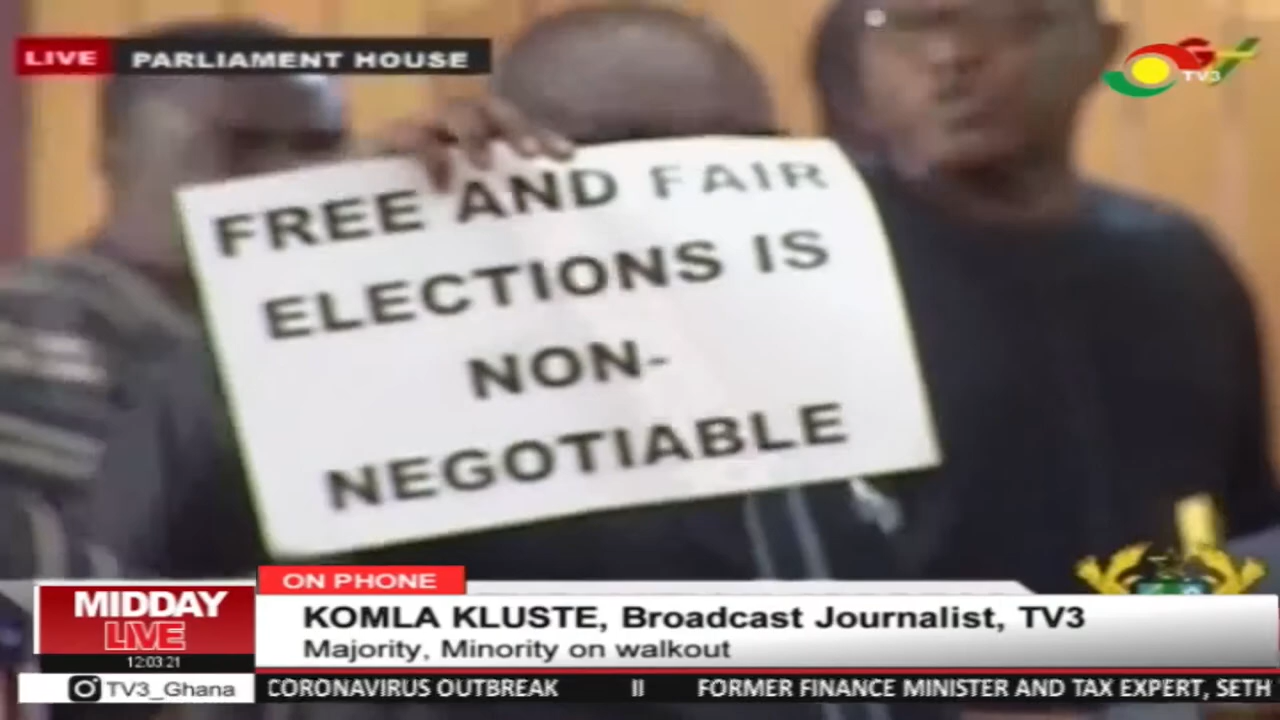 LIVE PARLIAMENT HOUSE
TV3
FREE AND FAIR
ELECTIONS IS
NON-
NEGOTIABLE
ON PHONE
MIDDAY
LIVE
KOMLA KLUSTE, Broadcast Journalist, TV3
Majority, Minority on walkout
12:03:21
TV3_Ghana
CORONAVIRUS OUTBREAK II FORMER FINANCE MINISTER AND TAX EXPERT, SETH